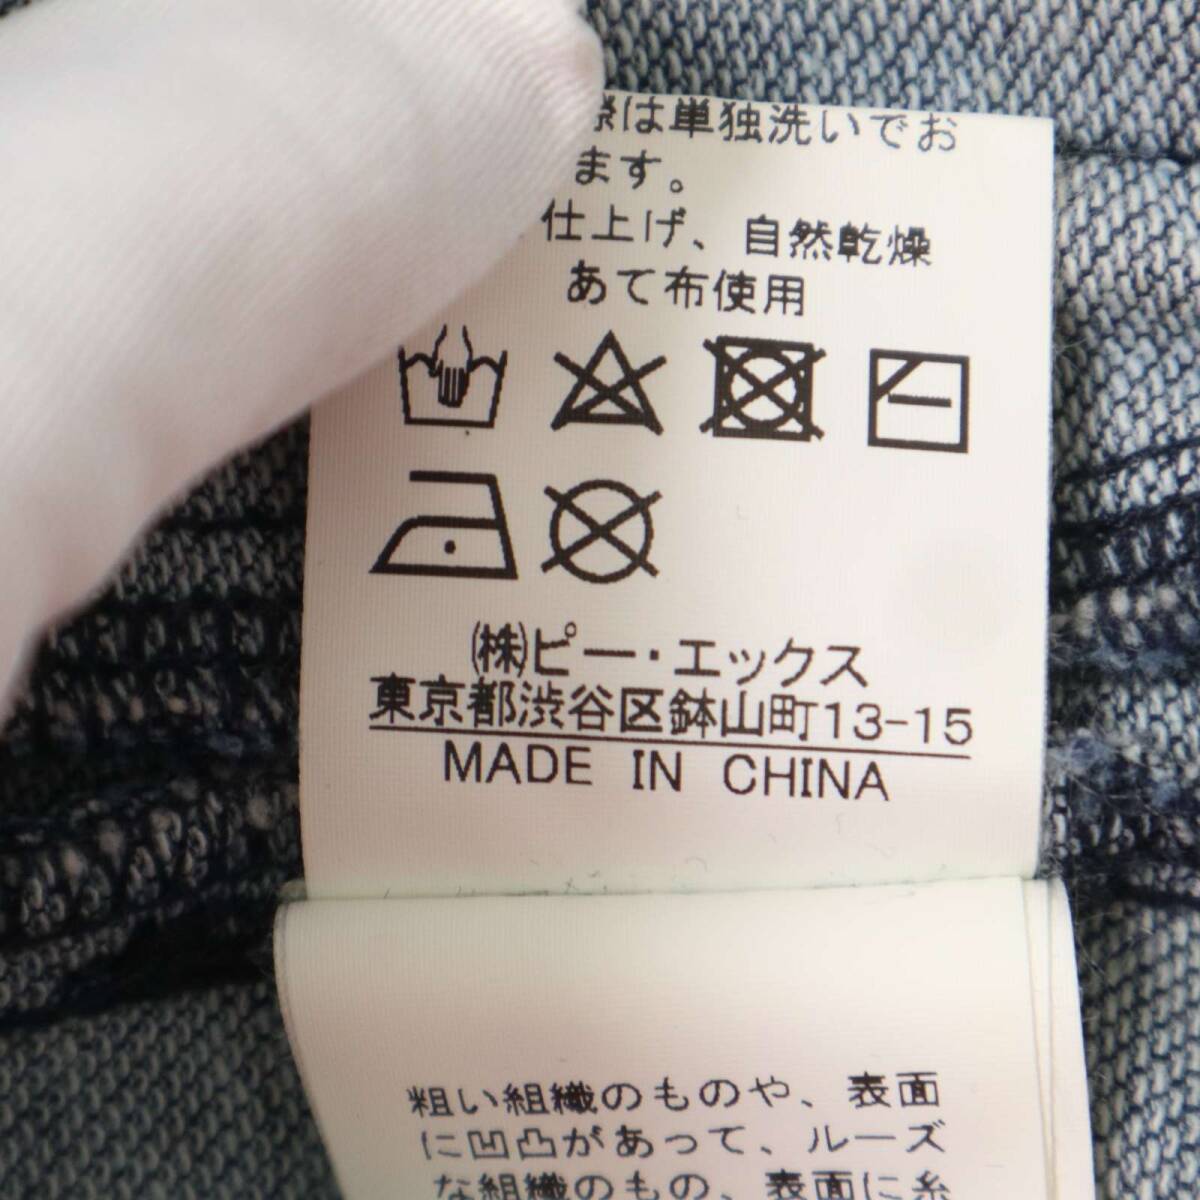 際は単独洗いでお
ます。
仕上げ、自然乾燥
あて布使用
㈱ピー・エックス
東京都渋谷区鉢山町13-15
MADE IN CHINA
粗い組織のものや、表面
に凹凸があって、ルーズ
な組織のもの、表面に糸